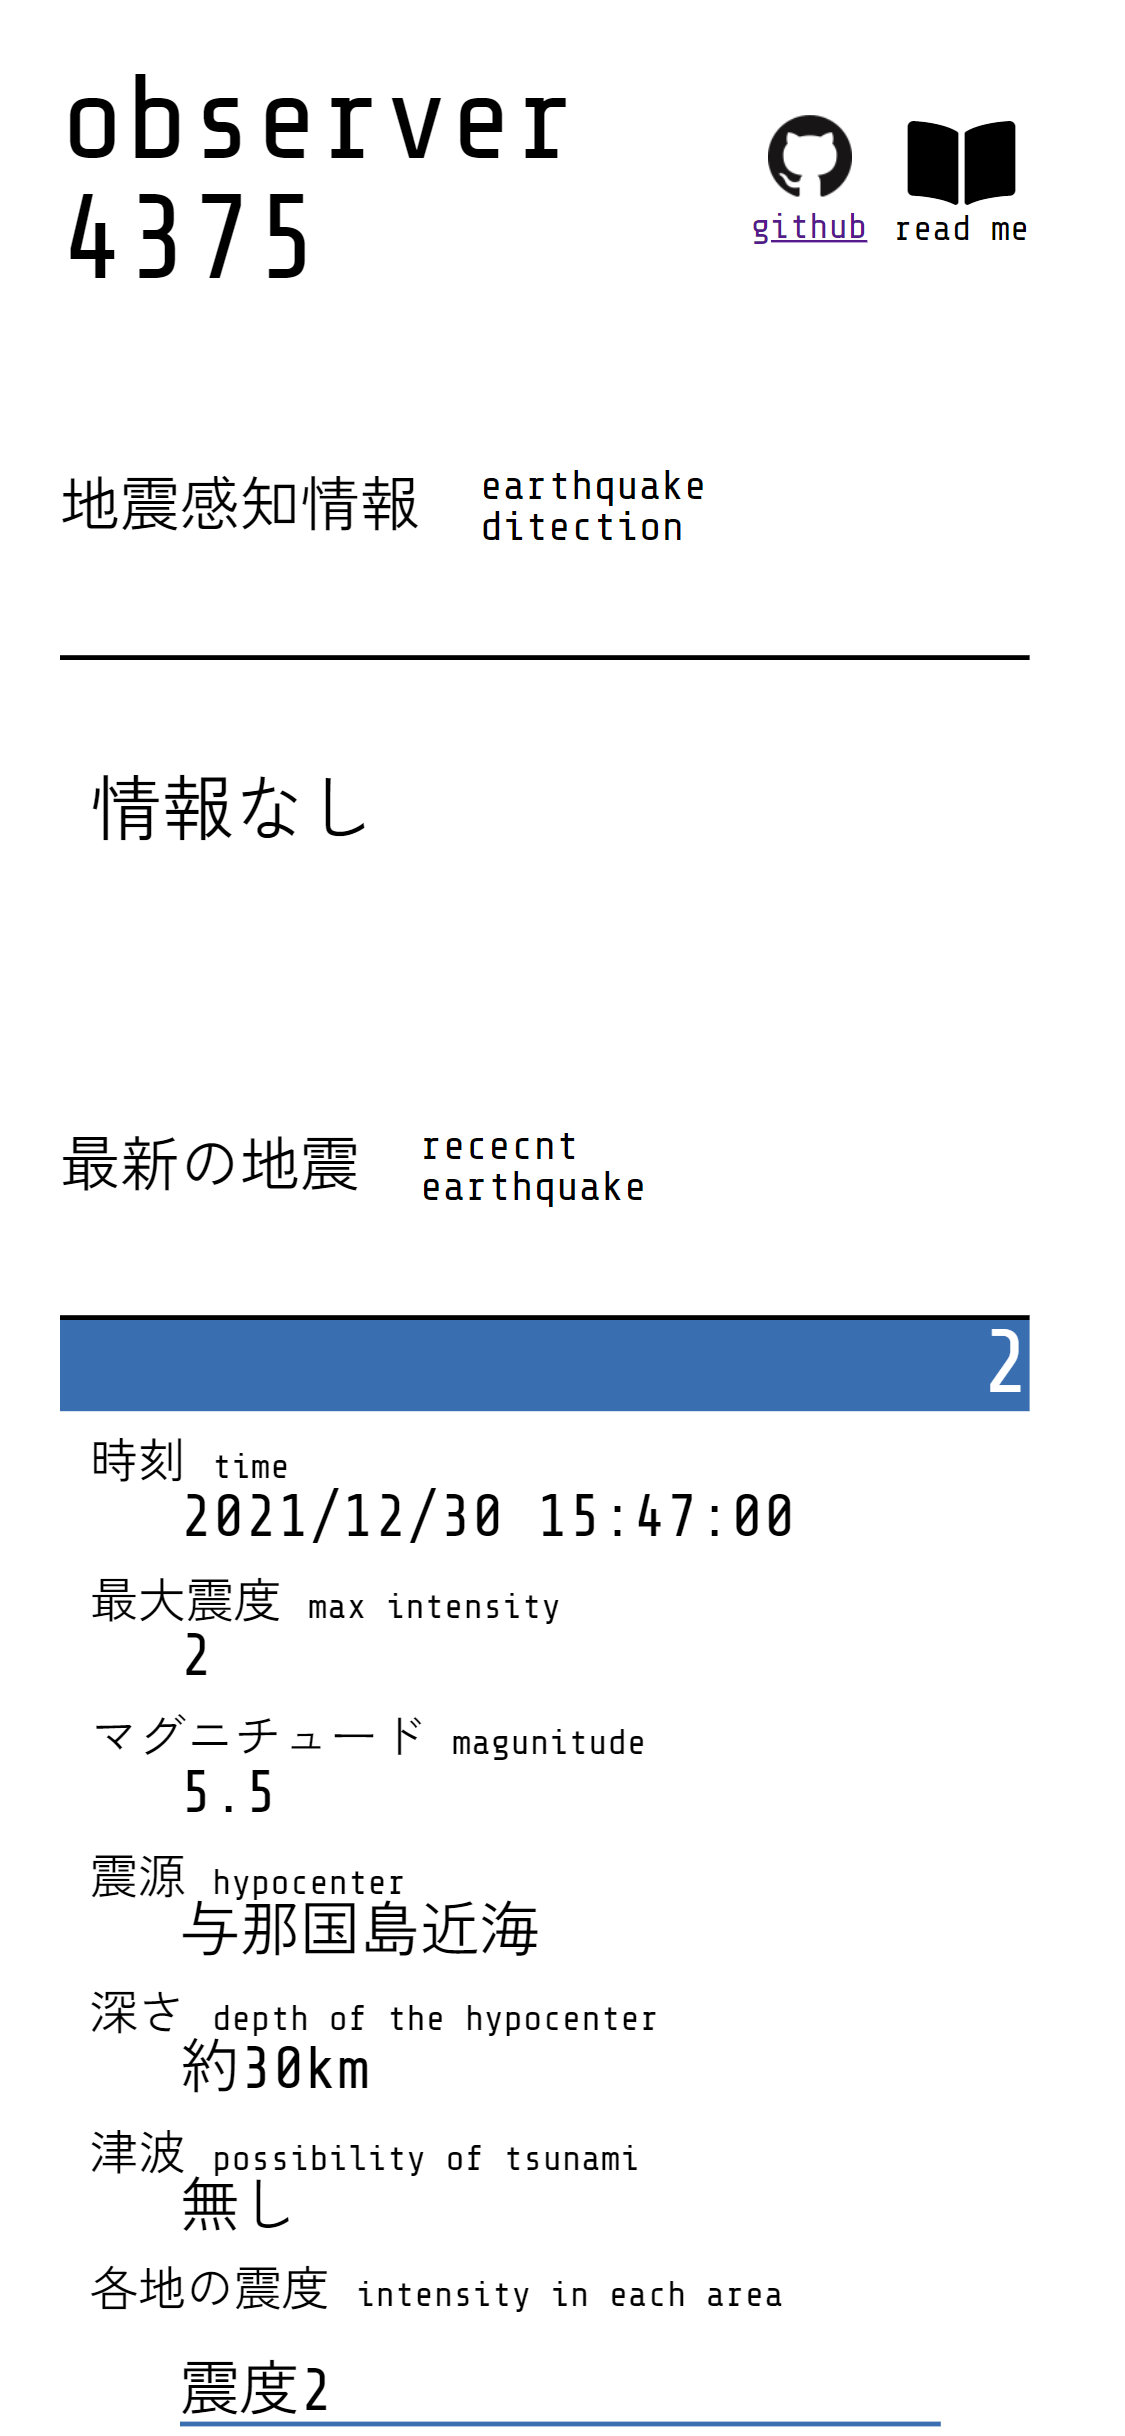 observer
4375
github
read me
地震感知情報
earthquake
ditection
情報なし
最新の地震
rececnt
earthquake
2
時刻 time
2021/12/30 15:47:00
最大震度 max intensity
2
マグニチュード magunitude
5.5
震源 hypocenter
与那国島近海
深さ depth of the hypocenter
約30km
津波 possibility of tsunami
無し
各地の震度 intensity in each area
震度2